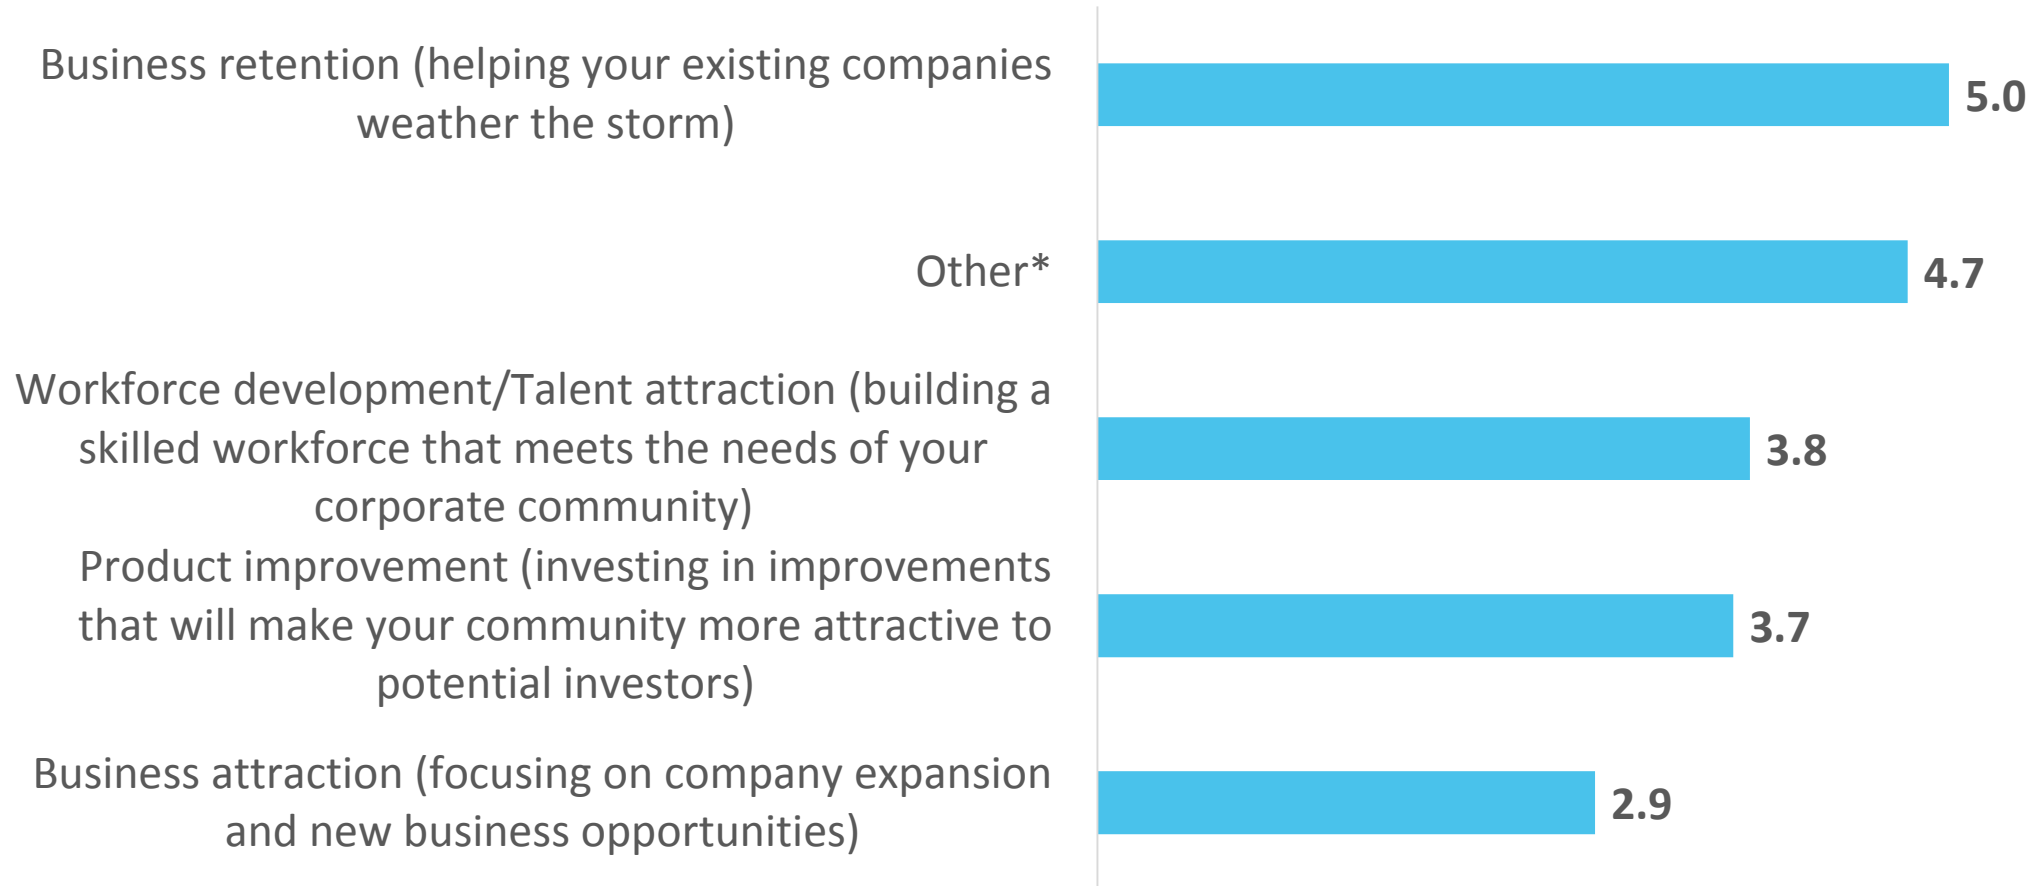 Business retention (helping your existing companies
weather the storm)
5.0
Other*
4.7
Workforce development/Talent attraction (building a
skilled workforce that meets the needs of your
corporate community)
3.8
Product improvement (investing in improvements
that will make your community more attractive to
potential investors)
3.7
Business attraction (focusing on company expansion
and new business opportunities)
2.9